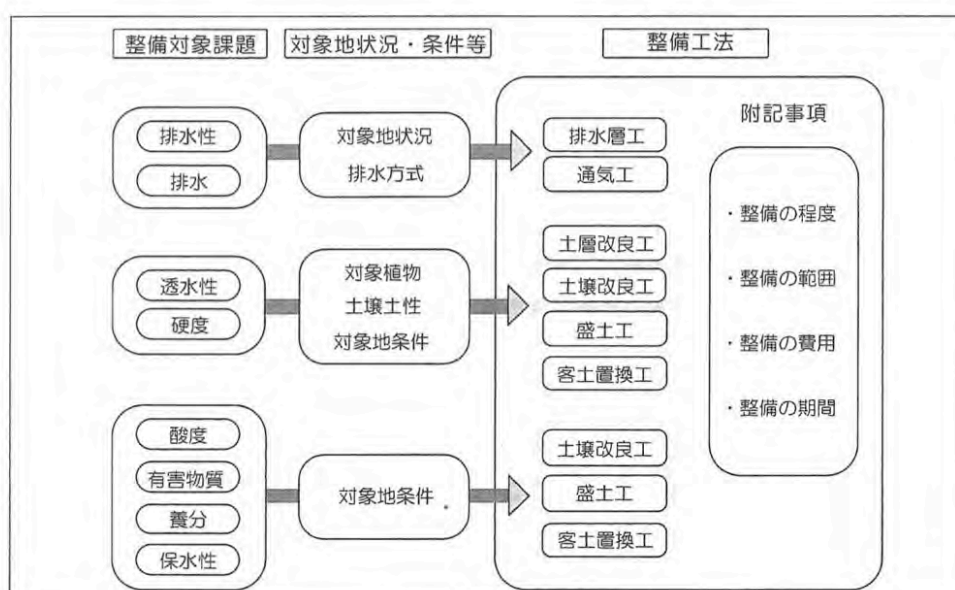 整備対象課題
対象地状況・条件等
整備工法
排水性
排水
対象地状況
排水方式
排水層工
通気工
透水性
硬度
対象植物
土壌土性
対象地条件
土層改良工
土壌改良工
盛土工
客土置換工
酸度
有害物質
養分
保水性
対象地条件
土壌改良工
盛土工
客土置換工
附記事項
・整備の程度
・整備の範囲
・整備の費用
・整備の期間